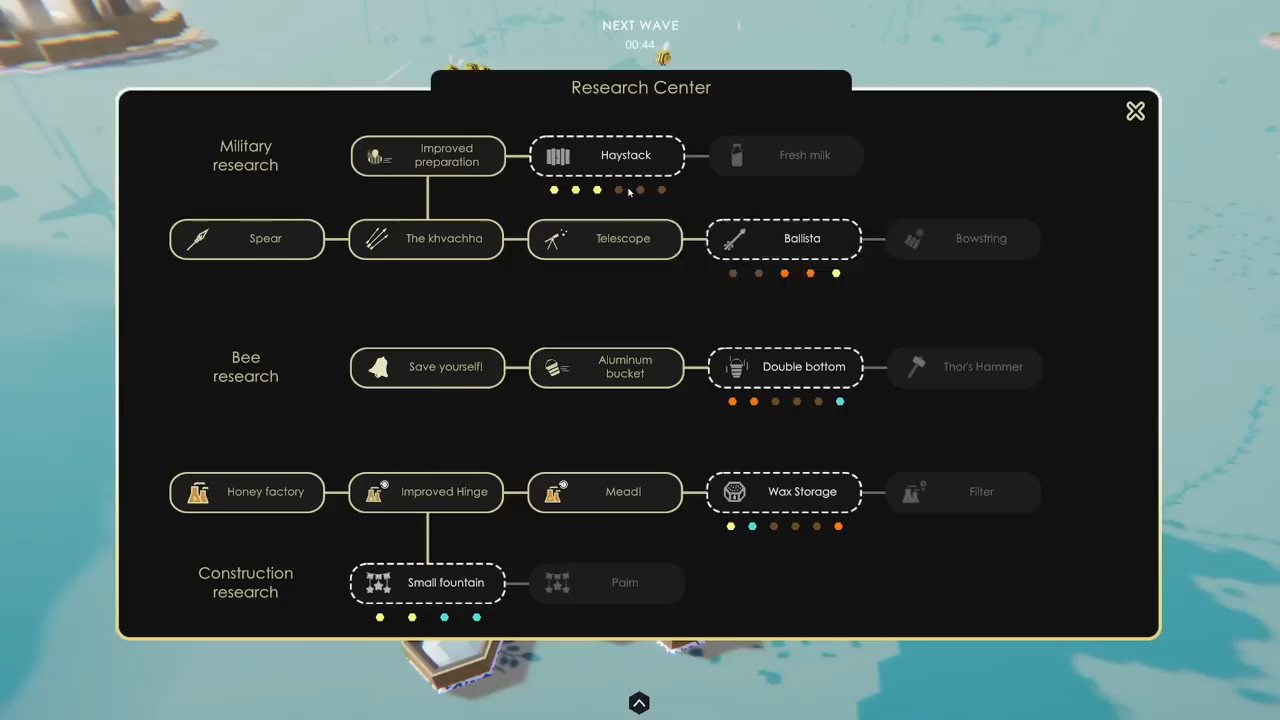 NEXT WAVE
00:44
Research Center
Military
research
Improved
preparation
Haystack
Fresh milk
Spear
The khvachha
Telescope
Ballista
Bowstring
Bee
research
Save yourself!
Aluminum
bucket
Double bottom
Thor's Hammer
Honey factory
Improved Hinge
Mead!
Wax Storage
Filter
Construction
research
Small fountain
Palm